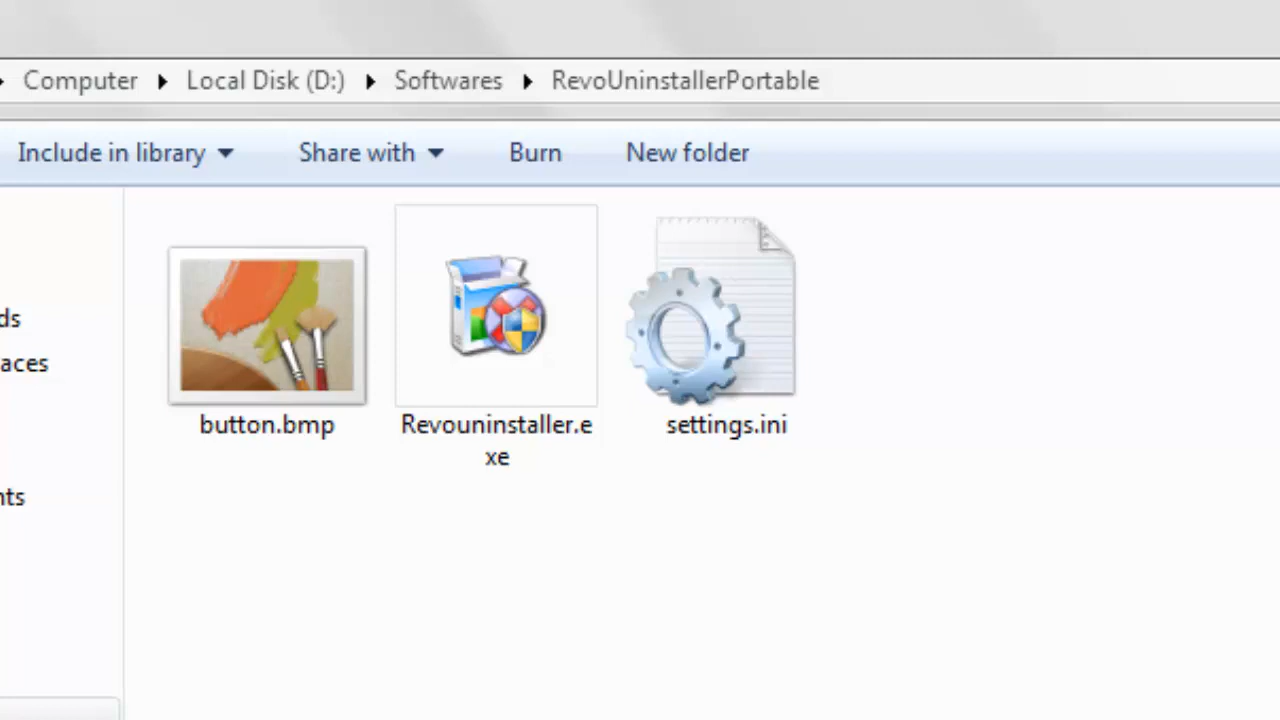 Computer Local Disk (D:) Softwares RevoUninstallerPortable
Include in library Share with Burn New folder
ds
aces
nts
button.bmp
Revouninstaller.e
xe
settings.ini